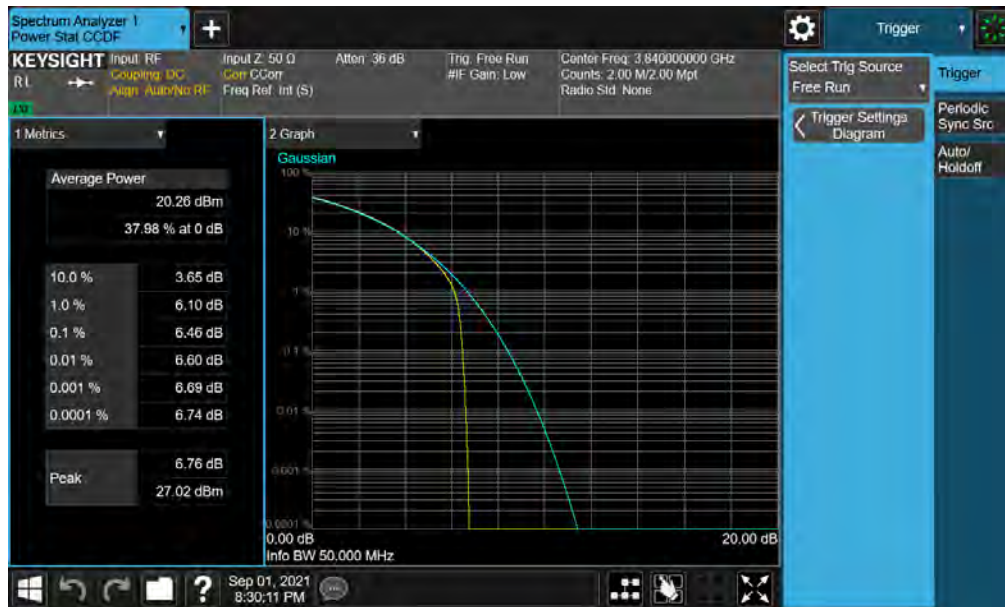 Spectrum Analyzer 1
Power Stat CCDF
+
Trigger
KEYSIGHT
RL
Input: RF
Coupling: DC
Align: Auto/No RF
Input Z: 50 Ω
Corr CCorr
Freq Ref: Int (S)
Atten: 36 dB
Trig: Free Run
#IF Gain: Low
Center Freq: 3.840000000 GHz
Counts: 2.00 M/2.00 Mpt
Radio Std: None
Select Trig Source
Free Run
Trigger Settings
Diagram
Trigger
Periodic
Sync Src
Auto/
Holdoff
1 Metrics
Average Power
20.26 dBm
37.98 % at 0 dB
10.0 % 3.65 dB
1.0 % 6.10 dB
0.1 % 6.46 dB
0.01 % 6.60 dB
0.001 % 6.69 dB
0.0001 % 6.74 dB
Peak
6.76 dB
27.02 dBm
2 Graph
Gaussian
100 %
10 %
1 %
0.1 %
0.01 %
0.001 %
0.0001 %
0.00 dB
20.00 dB
Info BW 50.000 MHz
?
Sep 01, 2021
8:30:11 PM